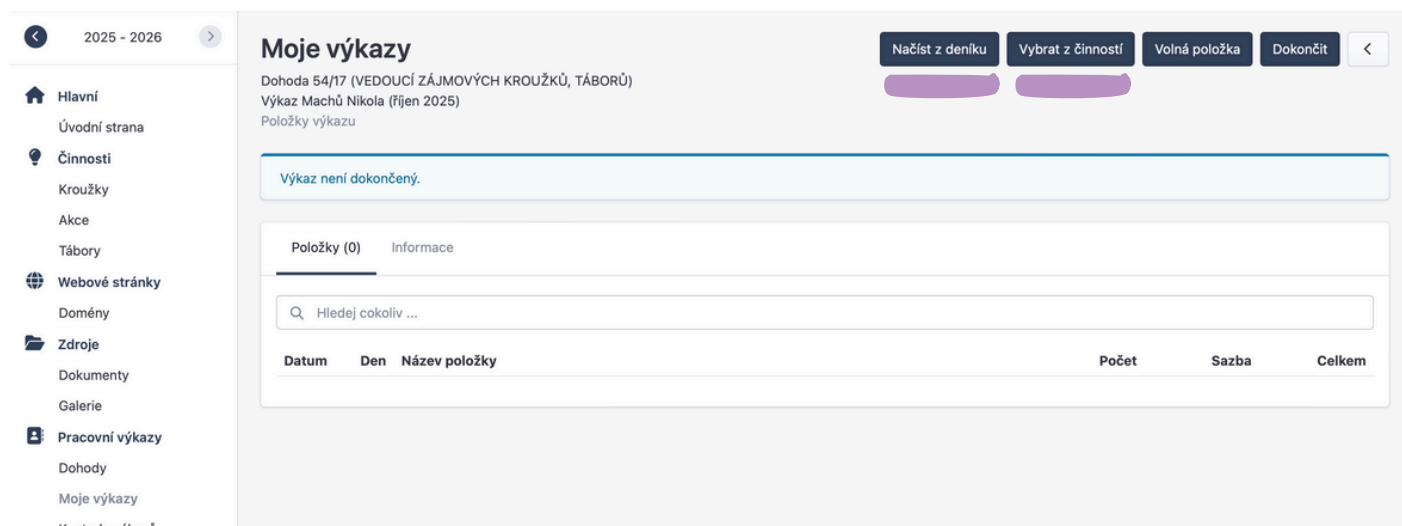 2025 - 2026
Hlavní
Úvodní strana
Činnosti
Kroužky
Akce
Tábory
Webové stránky
Domény
Zdroje
Dokumenty
Galerie
Pracovní výkazy
Dohody
Moje výkazy
Moje výkazy
Načíst z deníku
Vybrat z činností
Volná položka
Dokončit
Dohoda 54/17 (VEDOUCÍ ZÁJMOVÝCH KROUŽKŮ, TÁBORŮ)
Výkaz Machů Nikola (říjen 2025)
Položky výkazu
Výkaz není dokončený.
Položky (0) Informace
Hledej cokoliv ...
Datum Den Název položky Počet Sazba Celkem